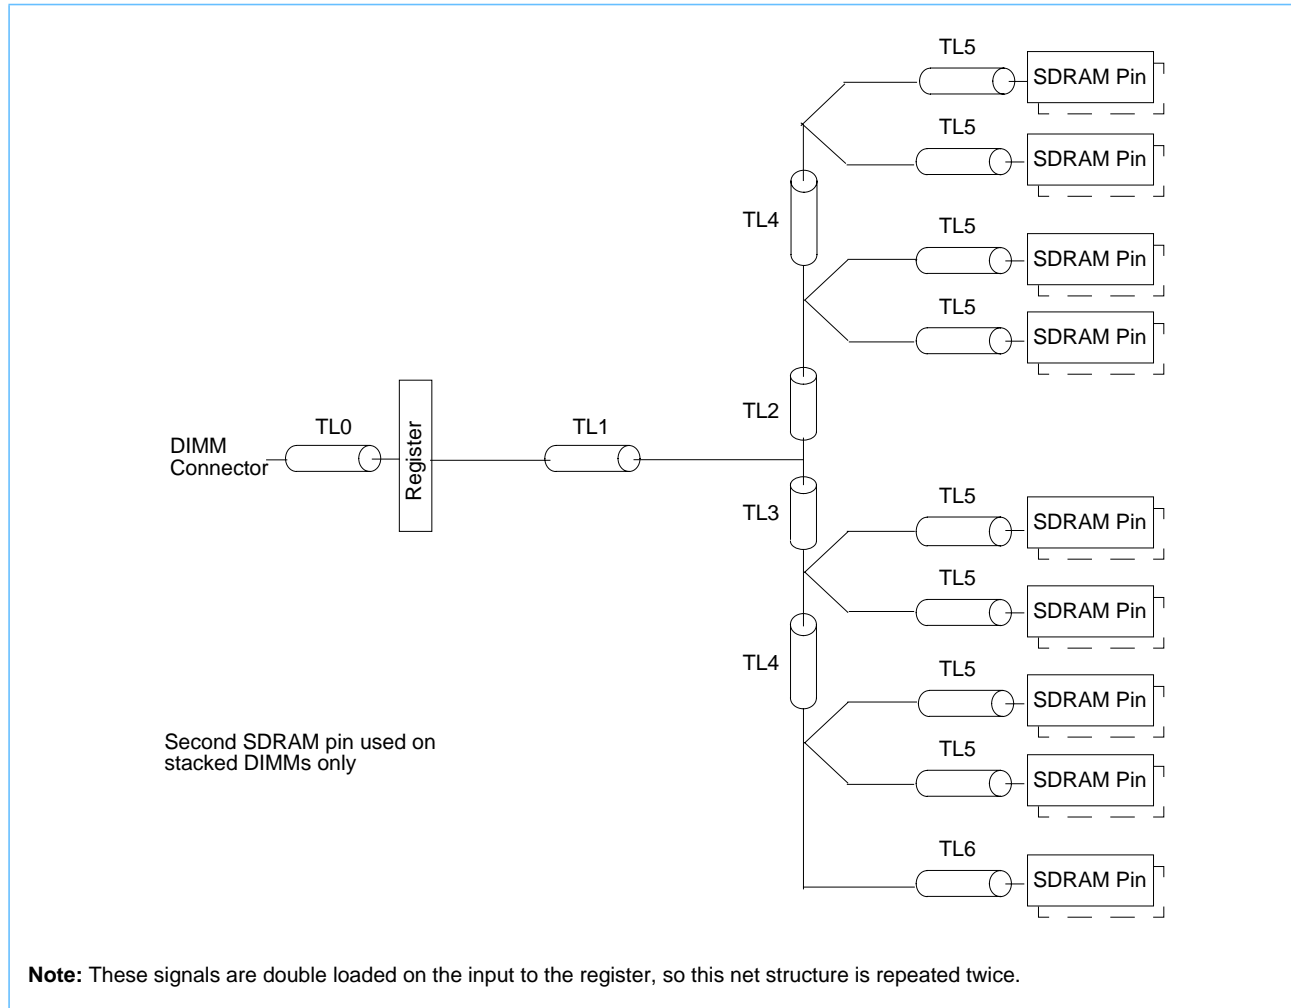 TL5
SDRAM Pin
TL5
SDRAM Pin
TL4
TL5
SDRAM Pin
TL5
SDRAM Pin
TL2
DIMM
Connector
TL0
Register
TL1
TL3
TL5
SDRAM Pin
TL5
SDRAM Pin
TL4
TL5
SDRAM Pin
TL5
SDRAM Pin
Second SDRAM pin used on
stacked DIMMs only
TL6
SDRAM Pin
Note: These signals are double loaded on the input to the register, so this net structure is repeated twice.